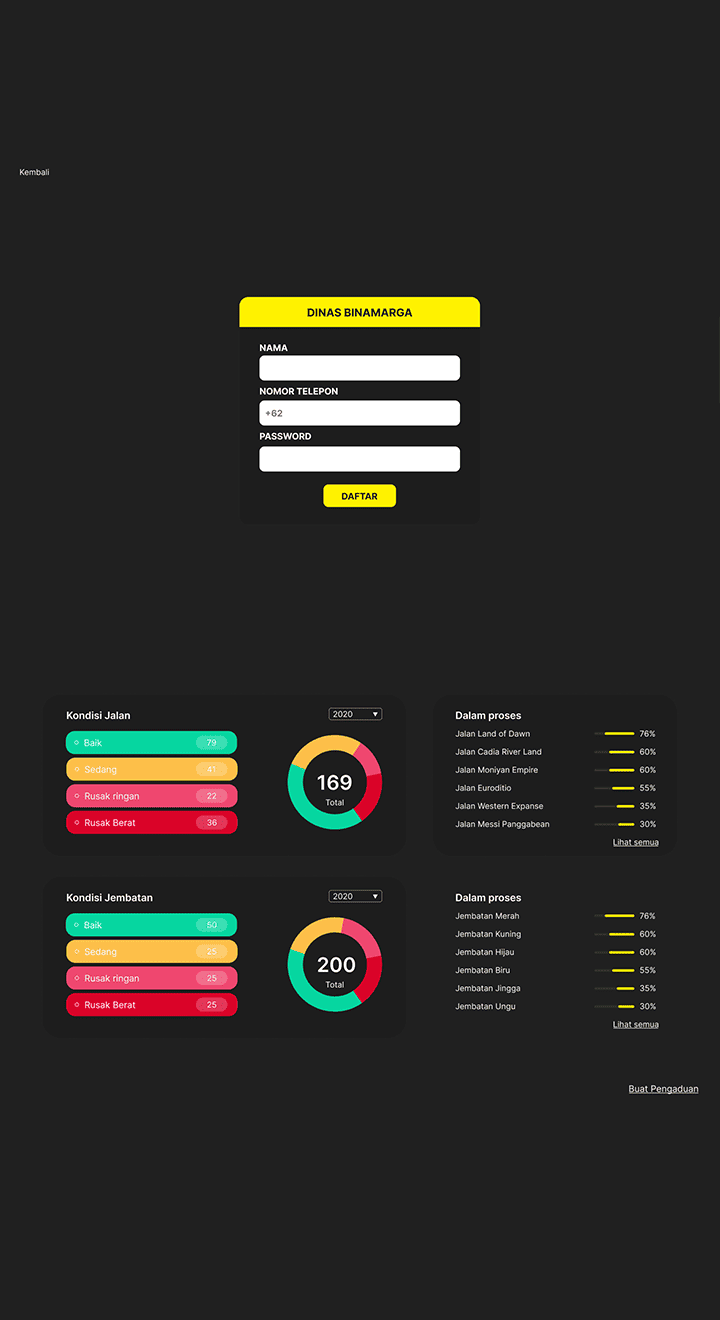 Kembali
DINAS BINAMARGA
NAMA
NOMOR TELEPON
+62
PASSWORD
DAFTAR
Kondisi Jalan
2020
Baik 79
Sedang 41
Rusak ringan 22
Rusak Berat 36
169
Total
Dalam proses
Jalan Land of Dawn 76%
Jalan Cadia River Land 60%
Jalan Moniyan Empire 60%
Jalan Euroditio 55%
Jalan Western Expanse 35%
Jalan Messi Panggabean 30%
Lihat semua
Kondisi Jembatan
2020
Baik 50
Sedang 25
Rusak ringan 25
Rusak Berat 25
200
Total
Dalam proses
Jembatan Merah 76%
Jembatan Kuning 60%
Jembatan Hijau 60%
Jembatan Biru 55%
Jembatan Jingga 35%
Jembatan Ungu 30%
Lihat semua
Buat Pengaduan